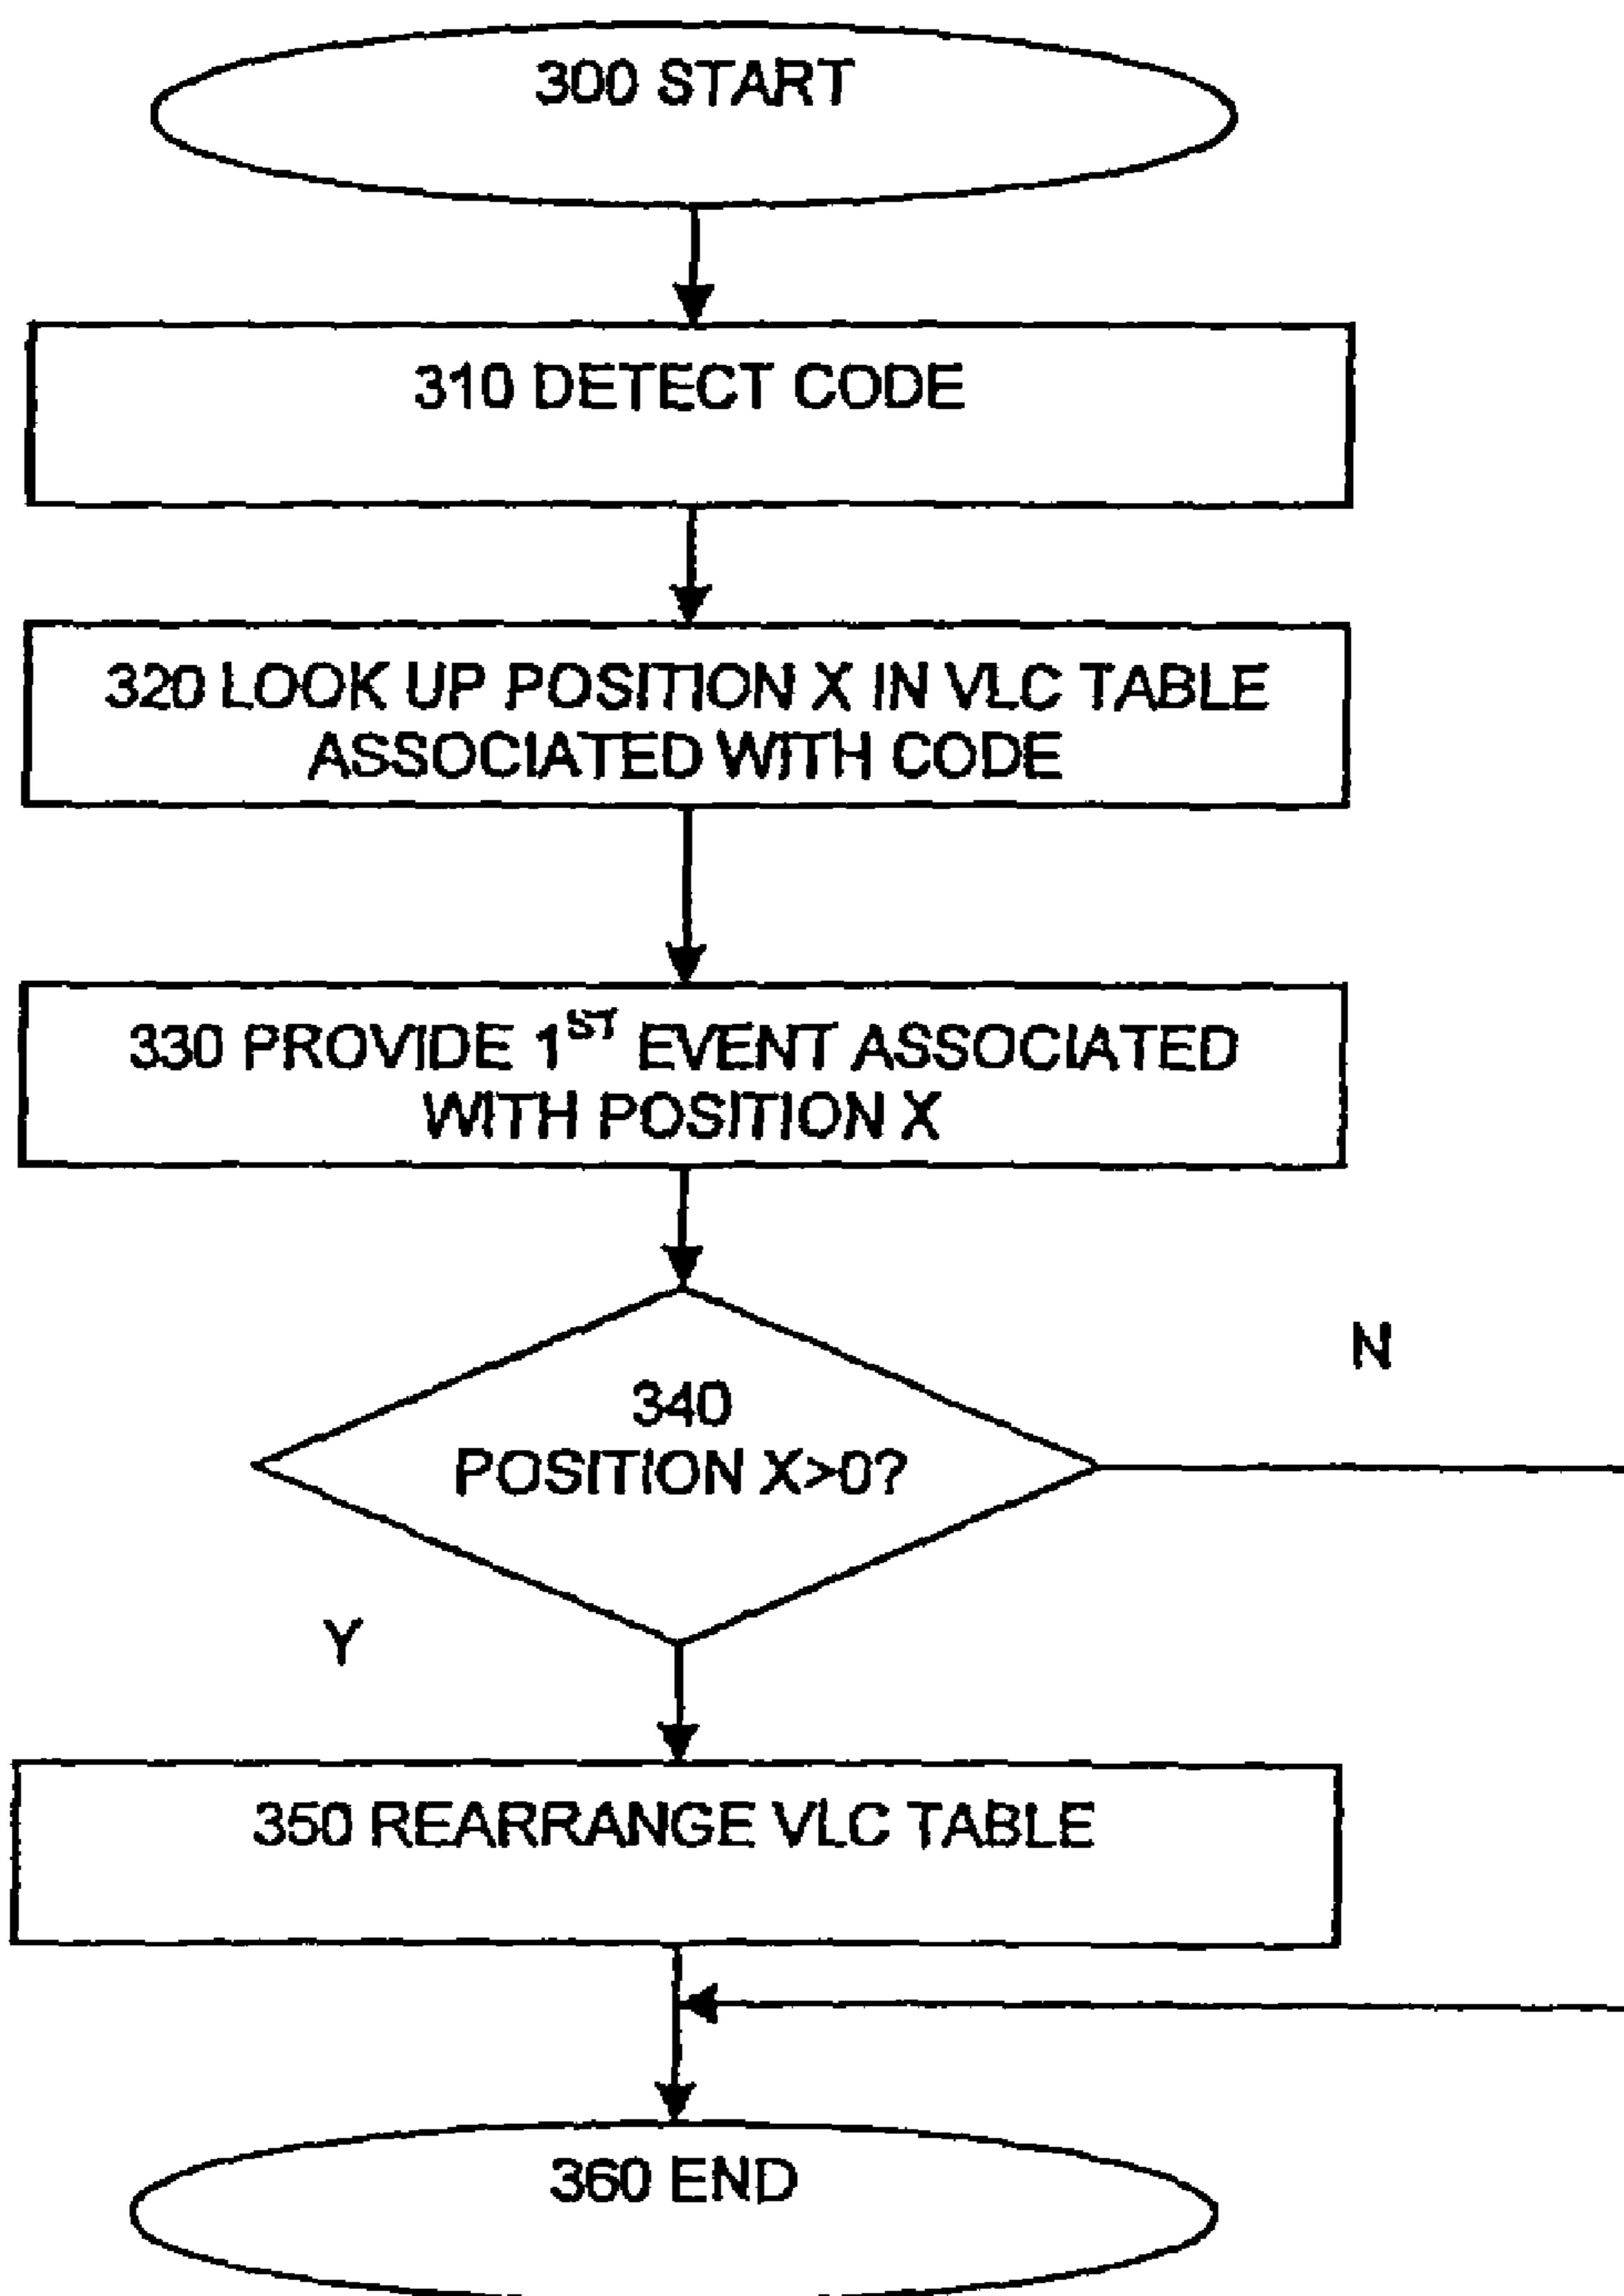 300 START
310 DETECT CODE
320 LOOK UP POSITION X IN VLC TABLE
ASSOCIATED WITH CODE
330 PROVIDE 1ST EVENT ASSOCIATED
WITH POSITION X
340
POSITION X>0?
N
Y
350 REARRANGE VLC TABLE
360 END